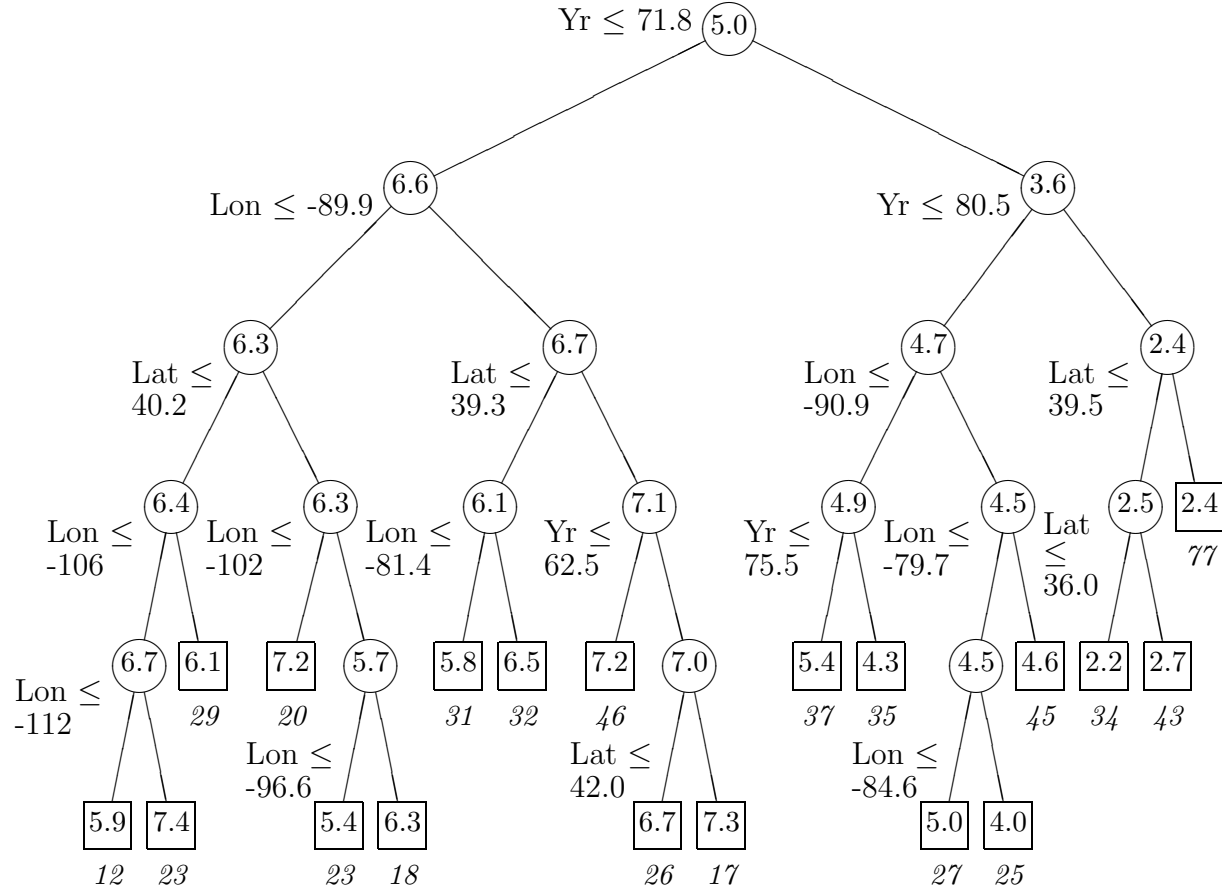 Yr ≤ 71.8 5.0
Lon ≤ -89.9 6.6 Yr ≤ 80.5 3.6
6.3 6.7 4.7 2.4
Lat ≤ Lat ≤ Lon ≤ Lat ≤
40.2 39.3 -90.9 39.5
6.4 6.3 6.1 7.1 4.9 4.5 2.5 2.4
Lon ≤ Lon ≤ Lon ≤ Yr ≤ Yr ≤ Lon ≤ Lat
-106 -102 -81.4 62.5 75.5 -79.7 ≤ 77
36.0
6.7 6.1 7.2 5.7 5.8 6.5 7.2 7.0 5.4 4.3 4.5 4.6 2.2 2.7
Lon ≤ 29 20 31 32 46 37 35 45 34 43
-112
Lon ≤ Lat ≤ Lon ≤
-96.6 42.0 -84.6
5.9 7.4 5.4 6.3 6.7 7.3 5.0 4.0
12 23 23 18 26 17 27 25